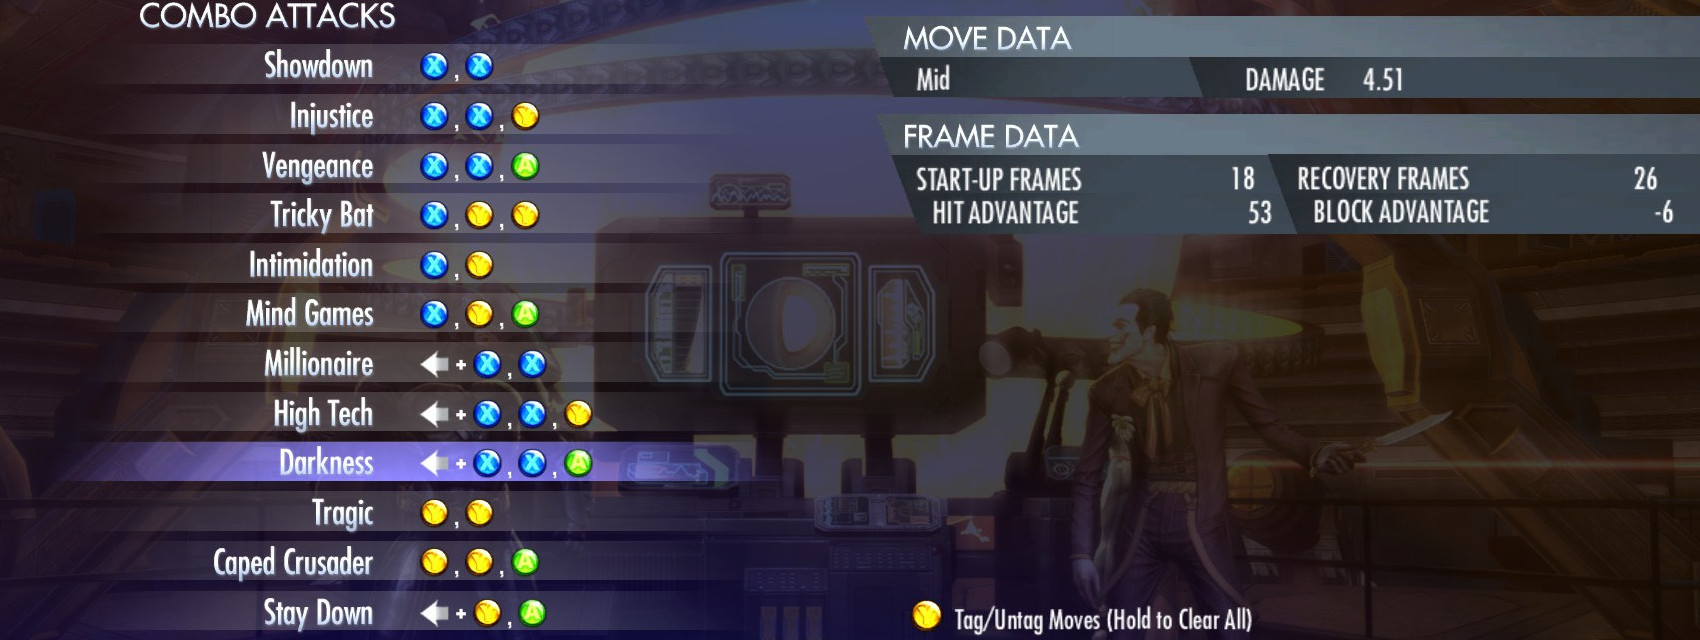 COMBO ATTACKS
Showdown X , X
Injustice X , X , Y
Vengeance X , X , A
Tricky Bat X , Y , Y
Intimidation X , Y
Mind Games X , Y , A
Millionaire + X , X
High Tech + X , X , Y
Darkness + X , X , A
Tragic Y , Y
Caped Crusader Y , Y , A
Stay Down + Y , A
MOVE DATA
Mid DAMAGE 4.51
FRAME DATA
START-UP FRAMES 18 RECOVERY FRAMES 26
HIT ADVANTAGE 53 BLOCK ADVANTAGE -6
Y Tag/Untag Moves (Hold to Clear All)